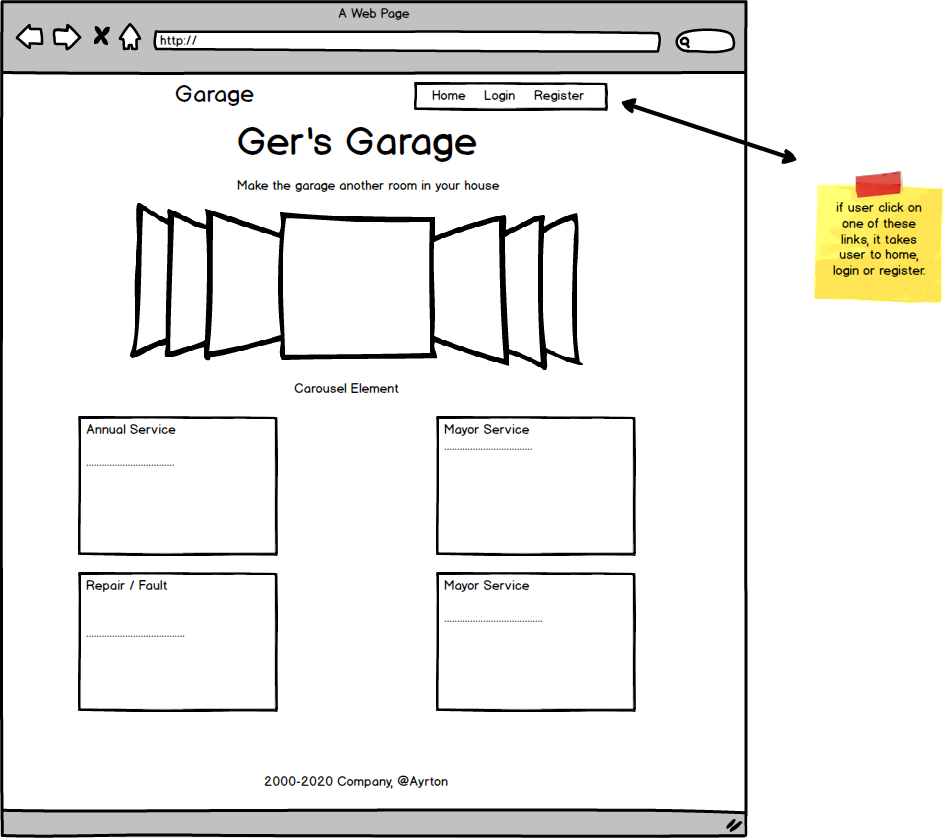 A Web Page
http://
Garage
Home Login Register
Ger's Garage
Make the garage another room in your house
if user click on
one of these
links, it takes
user to home,
login or register.
Carousel Element
Annual Service
..................................
Mayor Service
..................................
Repair / Fault
......................................
Mayor Service
......................................
2000-2020 Company, @Ayrton